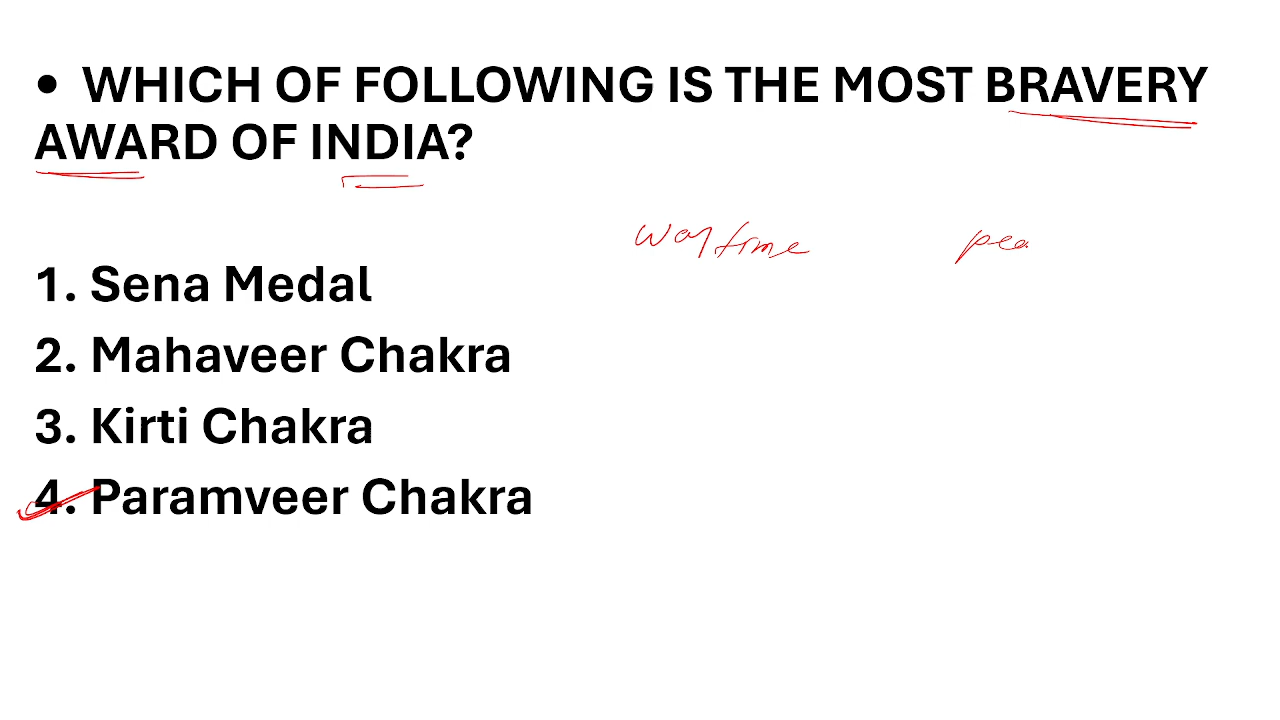 • WHICH OF FOLLOWING IS THE MOST BRAVERY
AWARD OF INDIA?
wartime pea
1. Sena Medal
2. Mahaveer Chakra
3. Kirti Chakra
4. Paramveer Chakra